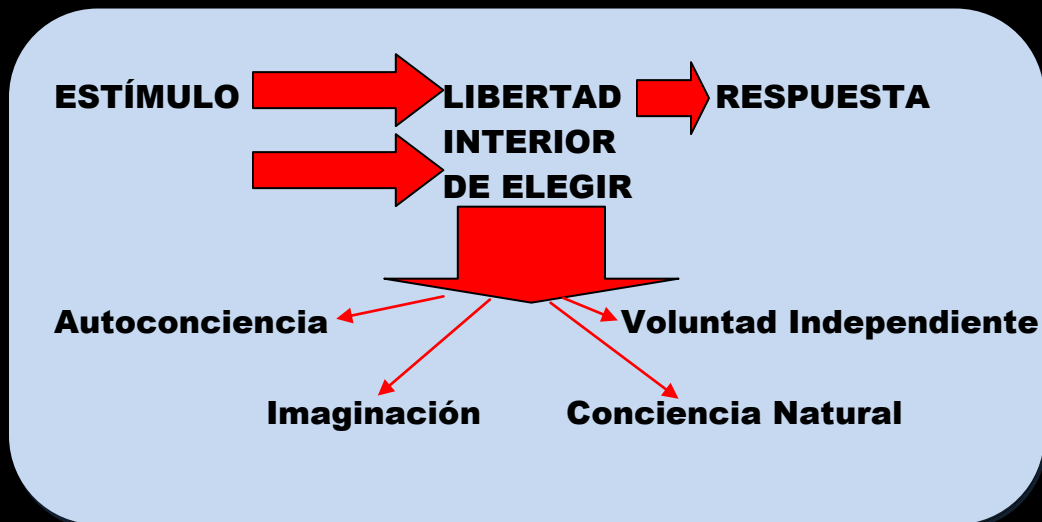 ESTÍMULO LIBERTAD RESPUESTA
INTERIOR
DE ELEGIR
Autoconciencia Voluntad Independiente
Imaginación Conciencia Natural